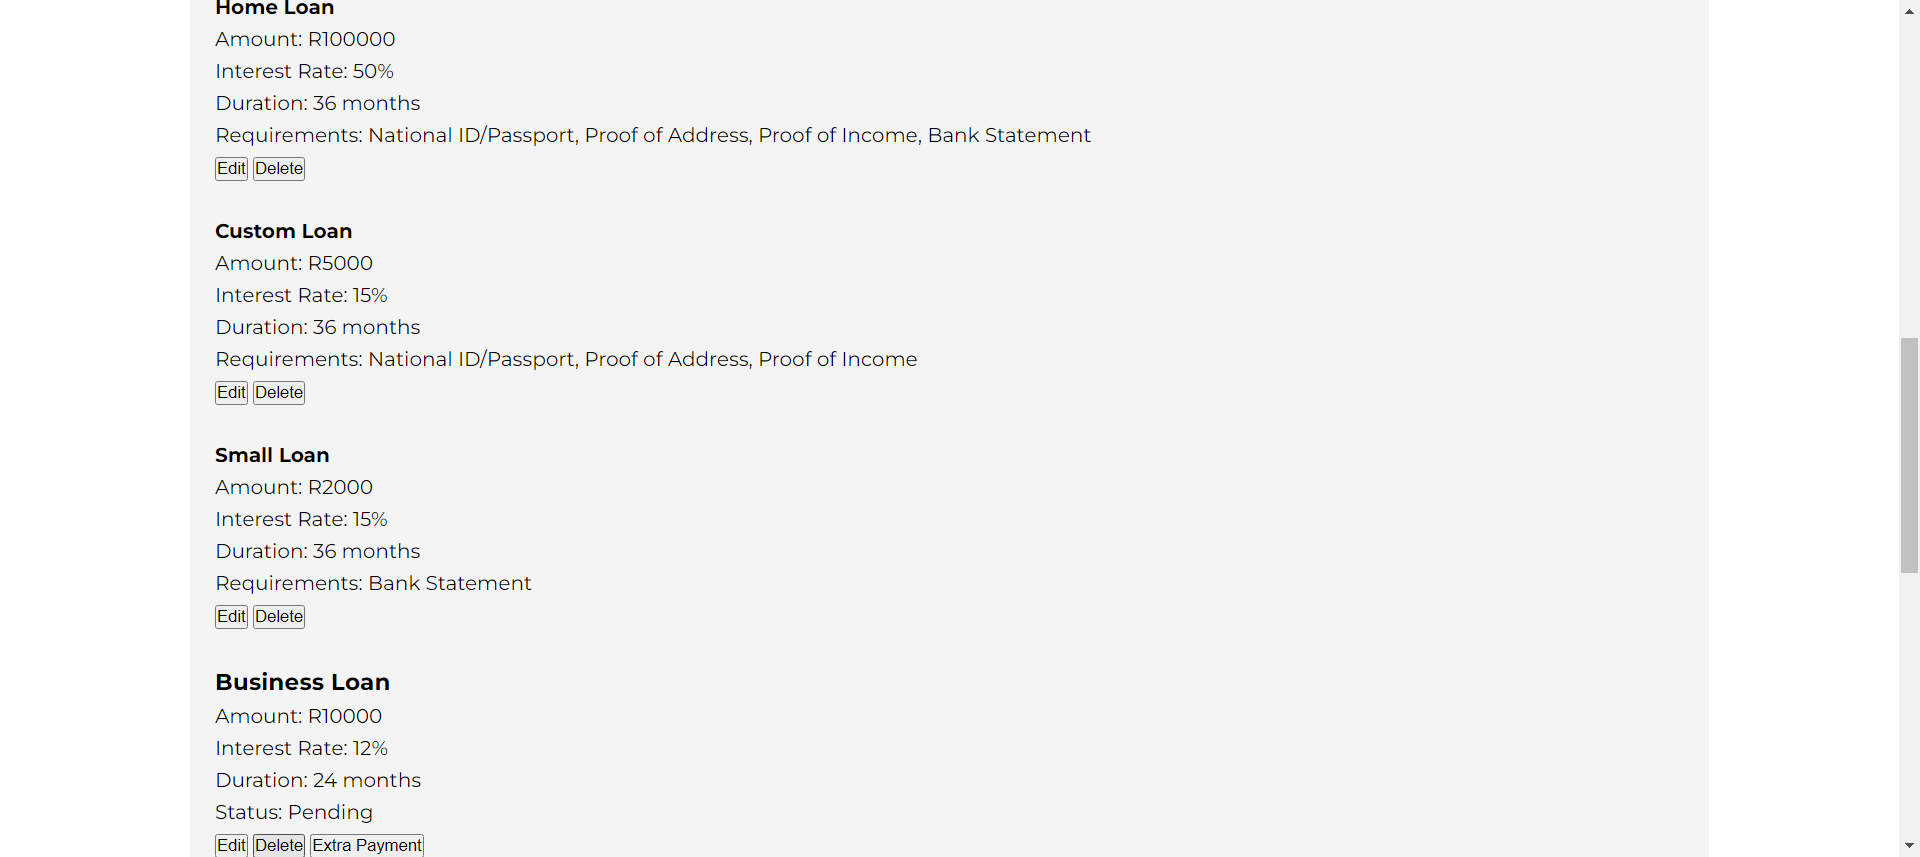 Home Loan
Amount: R100000
Interest Rate: 50%
Duration: 36 months
Requirements: National ID/Passport, Proof of Address, Proof of Income, Bank Statement
Edit Delete
Custom Loan
Amount: R5000
Interest Rate: 15%
Duration: 36 months
Requirements: National ID/Passport, Proof of Address, Proof of Income
Edit Delete
Small Loan
Amount: R2000
Interest Rate: 15%
Duration: 36 months
Requirements: Bank Statement
Edit Delete
Business Loan
Amount: R10000
Interest Rate: 12%
Duration: 24 months
Status: Pending
Edit Delete Extra Payment